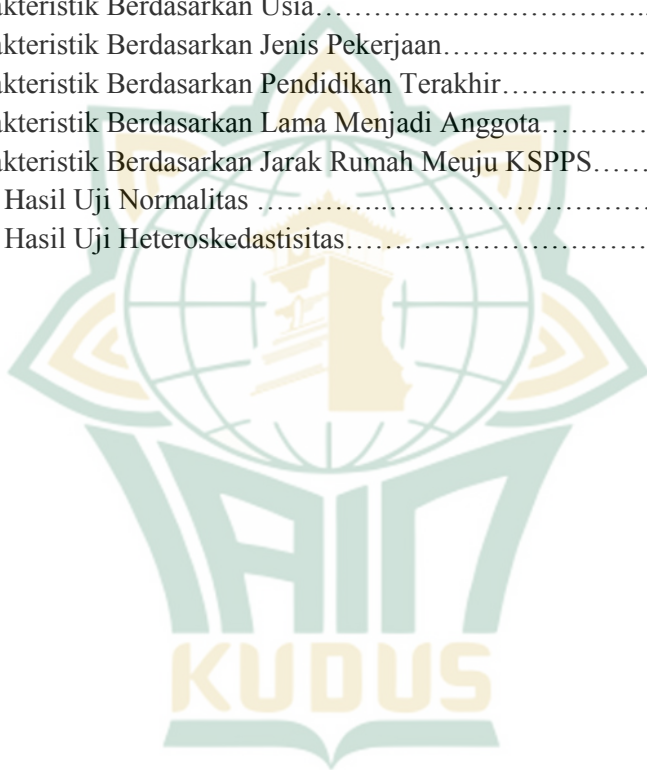 akteristik Berdasarkan Usia……………………………..
akteristik Berdasarkan Jenis Pekerjaan…………………
akteristik Berdasarkan Pendidikan Terakhir……………
akteristik Berdasarkan Lama Menjadi Anggota…………
akteristik Berdasarkan Jarak Rumah Meuju KSPPS……
Hasil Uji Normalitas …………..………………………
Hasil Uji Heteroskedastisitas…………………………..
IAIN
KUDUS